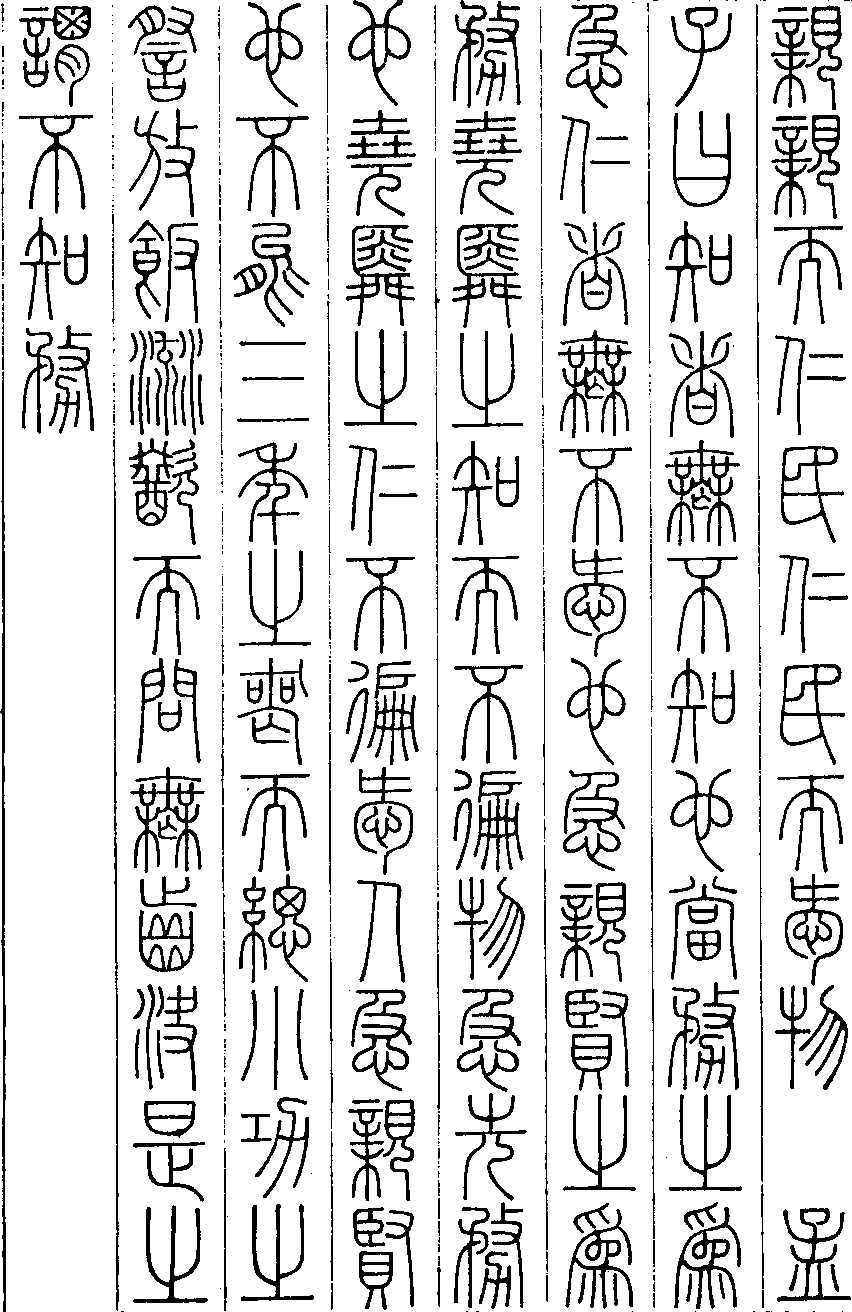 親親而仁民仁民而愛物 孟
子曰知者無不知也當務之為
急仁者無不愛也急親賢之為
務堯舜之知而不徧物急先務
也堯舜之仁不徧愛人急親賢
也不能三年之喪而緦小功之
詧放飯流歠而問無齒決是之
謂不知務